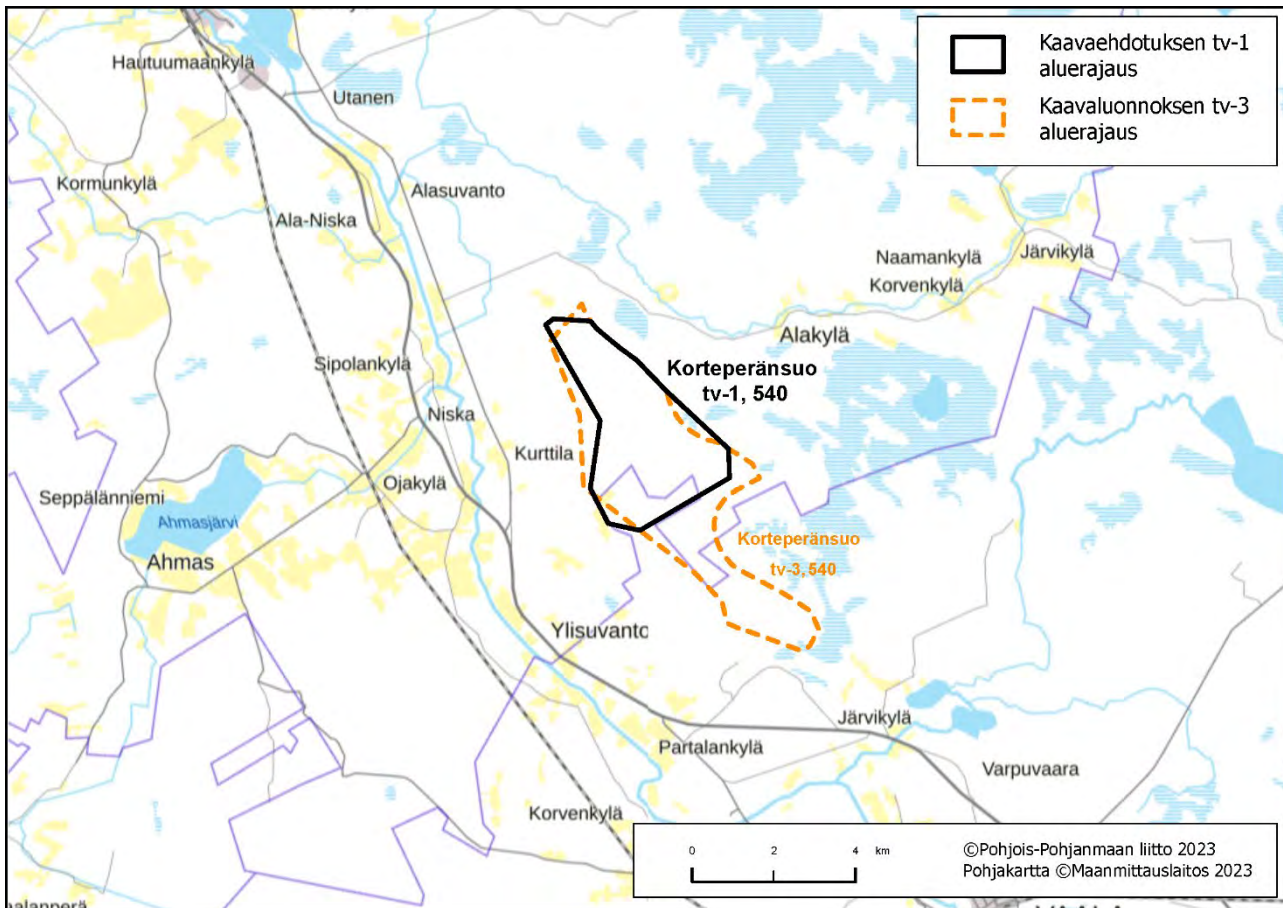 Kaavaehdotuksen tv-1
aluerajaus
Kaavaluonnoksen tv-3
aluerajaus
Hautuumaankylä
Utanen
Kormunkylä
Alasuvanto
Ala-Niska
Naamankylä
Järvikylä
Korvenkylä
Alakylä
Sipolankylä
Korteperänsuo
tv-1, 540
Niska
Kurttila
Ojakylä
Seppälänniemi
Ahmasjärvi
Ahmas
Korteperänsuo
tv-3, 540
Ylisuvanto
Järvikylä
Partalankylä
Varpuvaara
Korvenkylä
0 2 4 km
©Pohjois-Pohjanmaan liitto 2023
Pohjakartta ©Maanmittauslaitos 2023